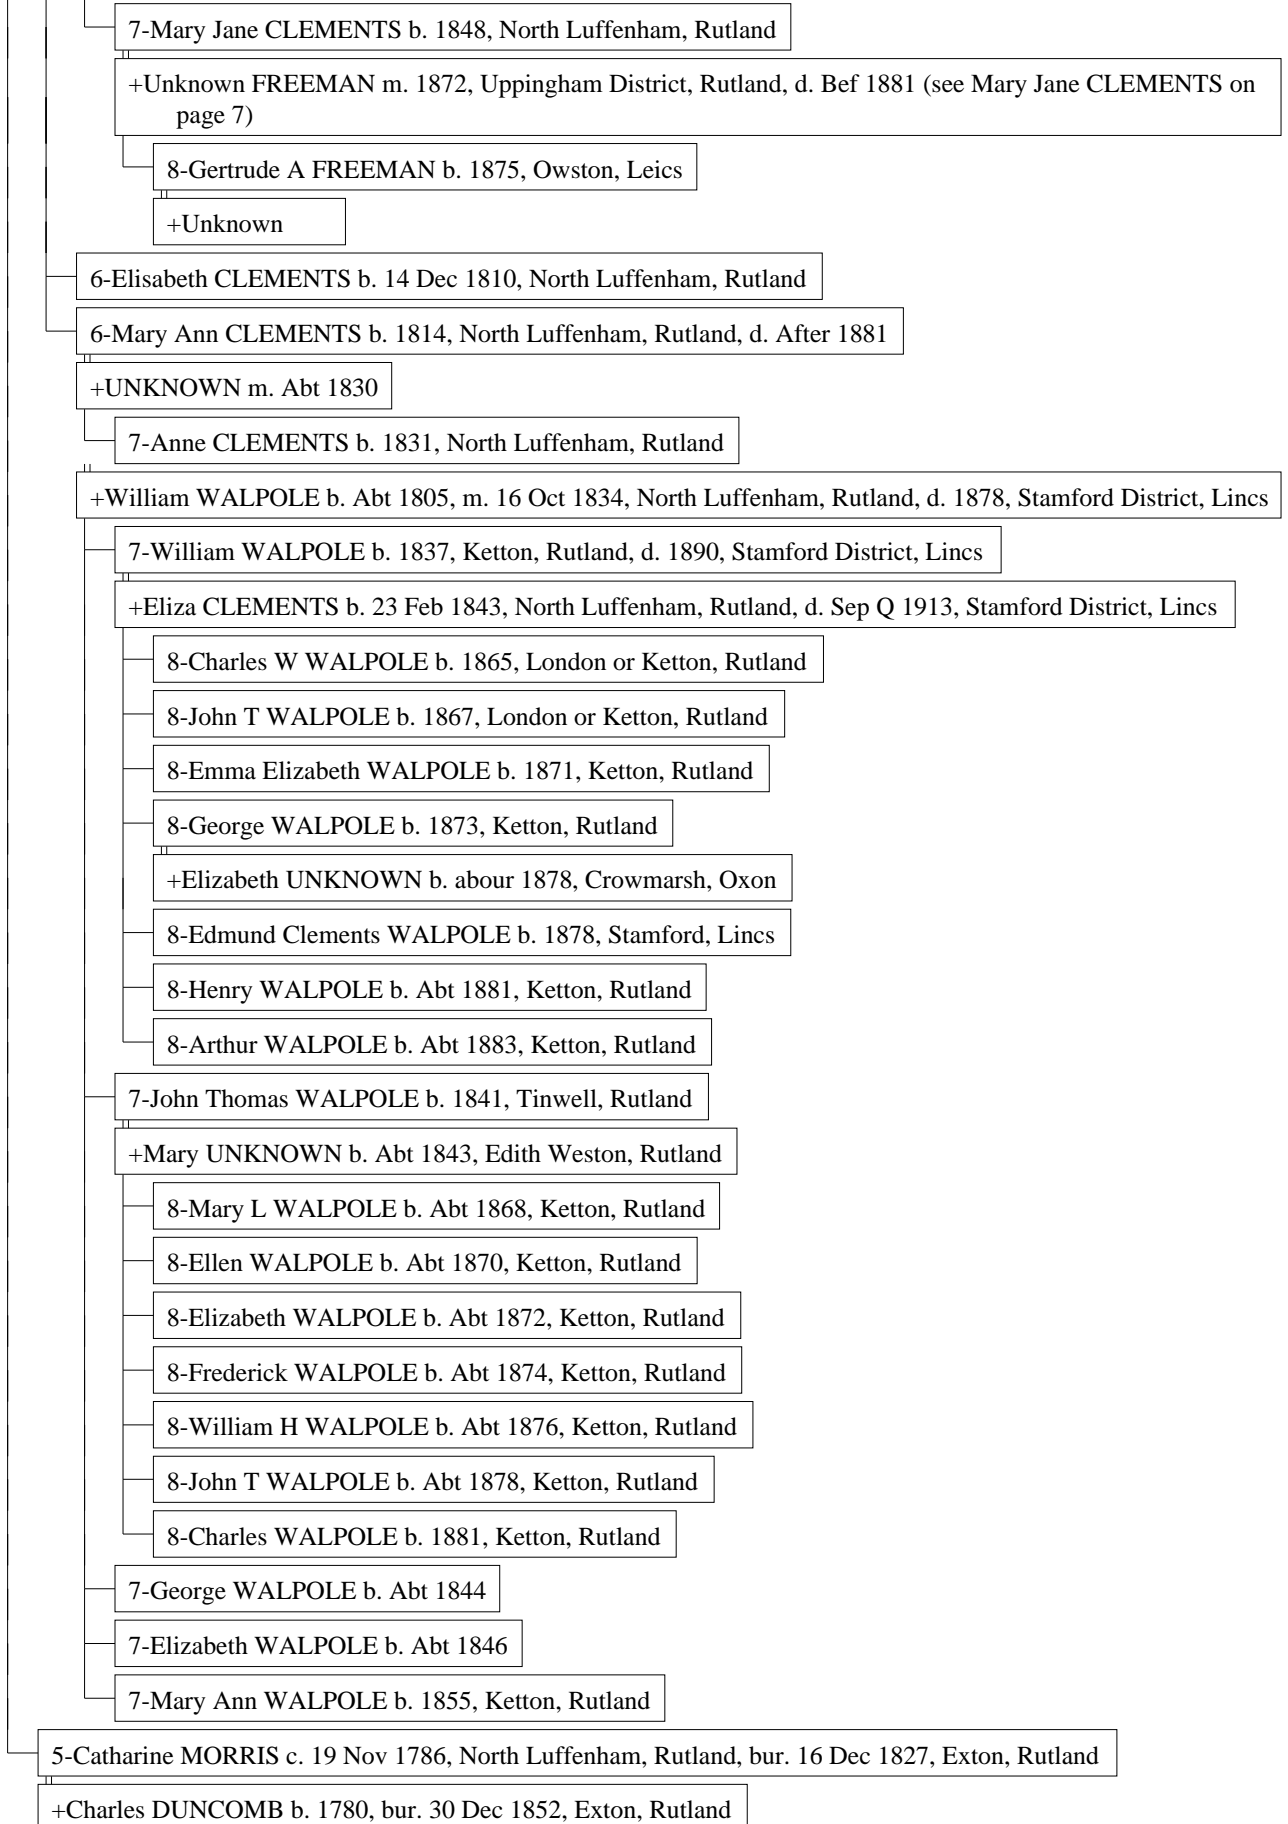 7-Mary Jane CLEMENTS b. 1848, North Luffenham, Rutland
+Unknown FREEMAN m. 1872, Uppingham District, Rutland, d. Bef 1881 (see Mary Jane CLEMENTS on
page 7)
8-Gertrude A FREEMAN b. 1875, Owston, Leics
+Unknown
6-Elisabeth CLEMENTS b. 14 Dec 1810, North Luffenham, Rutland
6-Mary Ann CLEMENTS b. 1814, North Luffenham, Rutland, d. After 1881
+UNKNOWN m. Abt 1830
7-Anne CLEMENTS b. 1831, North Luffenham, Rutland
+William WALPOLE b. Abt 1805, m. 16 Oct 1834, North Luffenham, Rutland, d. 1878, Stamford District, Lincs
7-William WALPOLE b. 1837, Ketton, Rutland, d. 1890, Stamford District, Lincs
+Eliza CLEMENTS b. 23 Feb 1843, North Luffenham, Rutland, d. Sep Q 1913, Stamford District, Lincs
8-Charles W WALPOLE b. 1865, London or Ketton, Rutland
8-John T WALPOLE b. 1867, London or Ketton, Rutland
8-Emma Elizabeth WALPOLE b. 1871, Ketton, Rutland
8-George WALPOLE b. 1873, Ketton, Rutland
+Elizabeth UNKNOWN b. abour 1878, Crowmarsh, Oxon
8-Edmund Clements WALPOLE b. 1878, Stamford, Lincs
8-Henry WALPOLE b. Abt 1881, Ketton, Rutland
8-Arthur WALPOLE b. Abt 1883, Ketton, Rutland
7-John Thomas WALPOLE b. 1841, Tinwell, Rutland
+Mary UNKNOWN b. Abt 1843, Edith Weston, Rutland
8-Mary L WALPOLE b. Abt 1868, Ketton, Rutland
8-Ellen WALPOLE b. Abt 1870, Ketton, Rutland
8-Elizabeth WALPOLE b. Abt 1872, Ketton, Rutland
8-Frederick WALPOLE b. Abt 1874, Ketton, Rutland
8-William H WALPOLE b. Abt 1876, Ketton, Rutland
8-John T WALPOLE b. Abt 1878, Ketton, Rutland
8-Charles WALPOLE b. 1881, Ketton, Rutland
7-George WALPOLE b. Abt 1844
7-Elizabeth WALPOLE b. Abt 1846
7-Mary Ann WALPOLE b. 1855, Ketton, Rutland
5-Catharine MORRIS c. 19 Nov 1786, North Luffenham, Rutland, bur. 16 Dec 1827, Exton, Rutland
+Charles DUNCOMB b. 1780, bur. 30 Dec 1852, Exton, Rutland